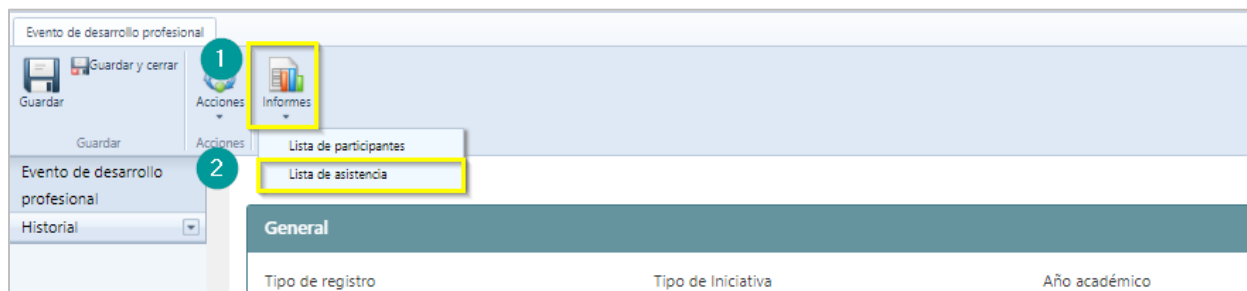 Evento de desarrollo profesional
1
Guardar y cerrar
Guardar
Acciones
Informes
Guardar
Acciones
Lista de participantes
2
Lista de asistencia
Evento de desarrollo
profesional
Historial
General
Tipo de registro
Tipo de Iniciativa
Año académico